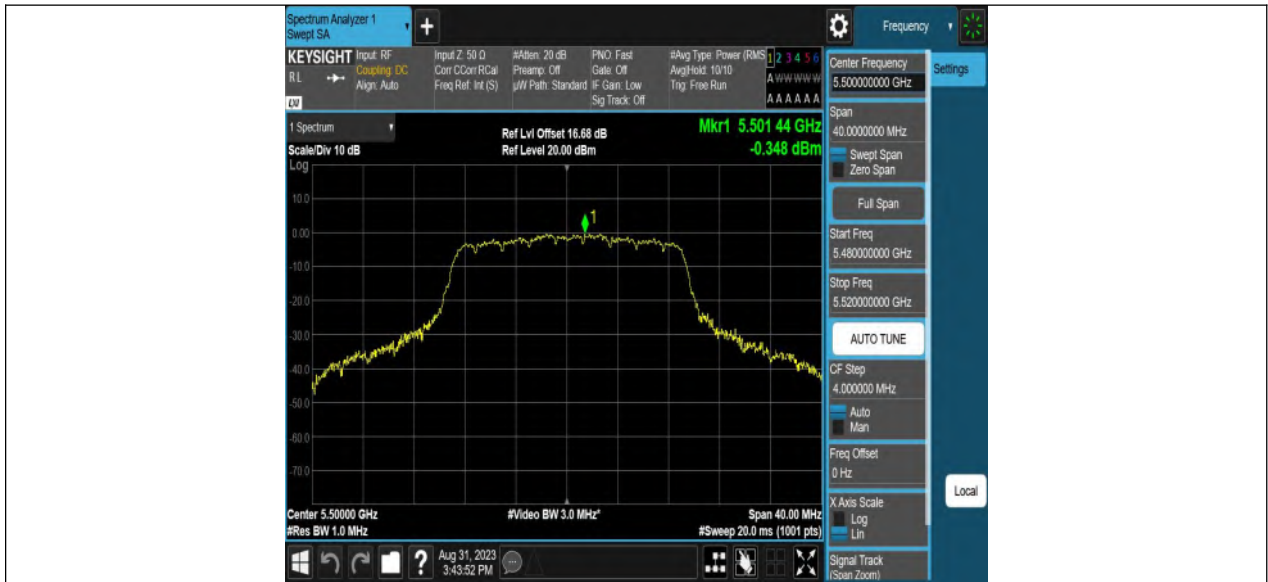 Spectrum Analyzer 1
Swept SA
+
Frequency
KEYSIGHT
RL
LXI
Input: RF
Coupling: DC
Align: Auto
Input Z: 50 Ω
Corr CCorr RCal
Freq Ref: Int (S)
#Atten: 20 dB
Preamp: Off
µW Path: Standard
PNO: Fast
Gate: Off
IF Gain: Low
Sig Track: Off
#Avg Type: Power (RMS
Avg|Hold: 10/10
Trig: Free Run
1 2 3 4 5 6
A W W W W W
A A A A A A
1 Spectrum
Scale/Div 10 dB
Ref Lvl Offset 16.68 dB
Ref Level 20.00 dBm
Mkr1 5.501 44 GHz
-0.348 dBm
Log
10.0
0.00
-10.0
-20.0
-30.0
-40.0
-50.0
-60.0
-70.0
1
Center 5.50000 GHz
#Res BW 1.0 MHz
#Video BW 3.0 MHz*
Span 40.00 MHz
#Sweep 20.0 ms (1001 pts)
Center Frequency
5.500000000 GHz
Span
40.0000000 MHz
Swept Span
Zero Span
Full Span
Start Freq
5.480000000 GHz
Stop Freq
5.520000000 GHz
AUTO TUNE
CF Step
4.000000 MHz
Auto
Man
Freq Offset
0 Hz
X Axis Scale
Log
Lin
Signal Track
(Span Zoom)
Settings
Local
?
Aug 31, 2023
3:43:52 PM